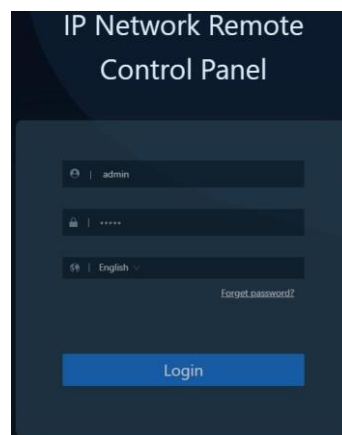 IP Network Remote
Control Panel
| admin
| •••••
| English
Forget password?
Login